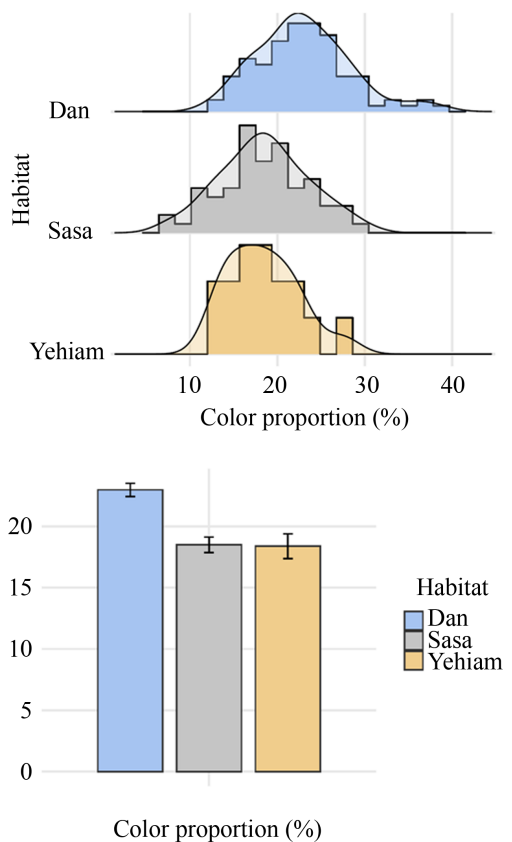 Dan
Habitat
Sasa
Yehiam
10 20 30 40
Color proportion (%)
20
15
10
5
0
Habitat
Dan
Sasa
Yehiam
Color proportion (%)